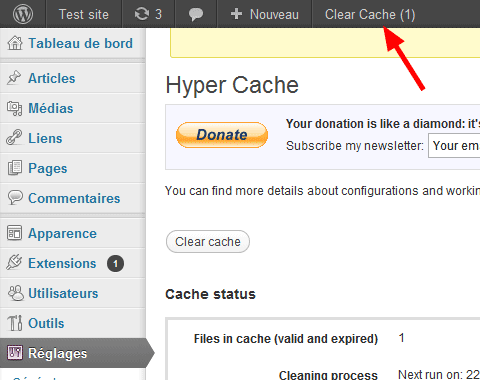 Test site 3 + Nouveau Clear Cache (1)
Tableau de bord
Articles
Médias
Liens
Pages
Commentaires
Apparence
Extensions 1
Utilisateurs
Outils
Réglages
Hyper Cache
Donate
Your donation is like a diamond: it's
Subscribe my newsletter: Your em
You can find more details about configurations and workin
Clear cache
Cache status
Files in cache (valid and expired) 1
Cleaning process Next run on: 22